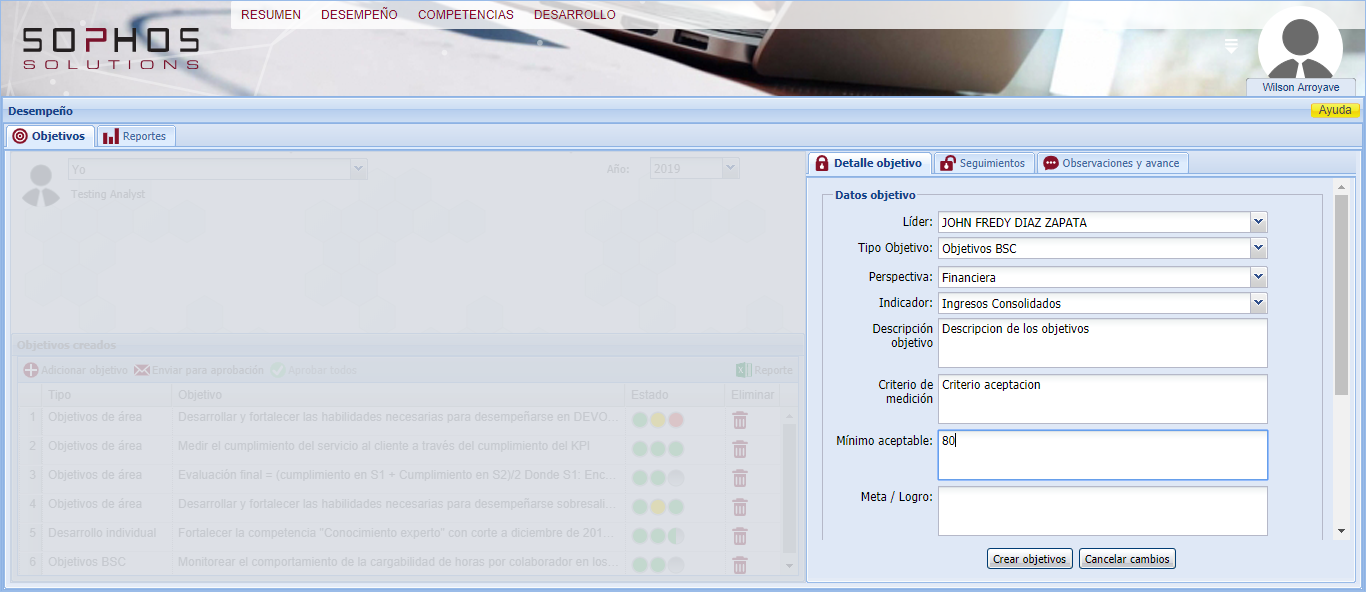 RESUMEN DESEMPEÑO COMPETENCIAS DESARROLLO
SOPHOS
SOLUTIONS
Wilson Arroyave
Desempeño
Ayuda
Objetivos Reportes
Yo
Año: 2019
Testing Analyst
Objetivos creados
Adicionar objetivo Enviar para aprobación Aprobar todos Reporte
Tipo Objetivo Estado Eliminar
1 Objetivos de área Desarrollar y fortalecer las habilidades necesarias para desempeñarse en DEVO...
2 Objetivos de área Medir el cumplimiento del servicio al cliente a través del cumplimiento del KPI
3 Objetivos de área Evaluación final = (cumplimiento en S1 + Cumplimiento en S2)/2 Donde S1: Enc...
4 Objetivos de área Desarrollar y fortalecer las habilidades necesarias para desempeñarse sobresali...
5 Desarrollo individual Fortalecer la competencia "Conocimiento experto" con corte a diciembre de 201...
6 Objetivos BSC Monitorear el comportamiento de la cargabilidad de horas por colaborador en los...
Detalle objetivo Seguimientos Observaciones y avance
Datos objetivo
Líder: JOHN FREDY DIAZ ZAPATA
Tipo Objetivo: Objetivos BSC
Perspectiva: Financiera
Indicador: Ingresos Consolidados
Descripción objetivo Descripcion de los objetivos
Criterio de medición Criterio aceptacion
Mínimo aceptable: 80
Meta / Logro:
Crear objetivos Cancelar cambios